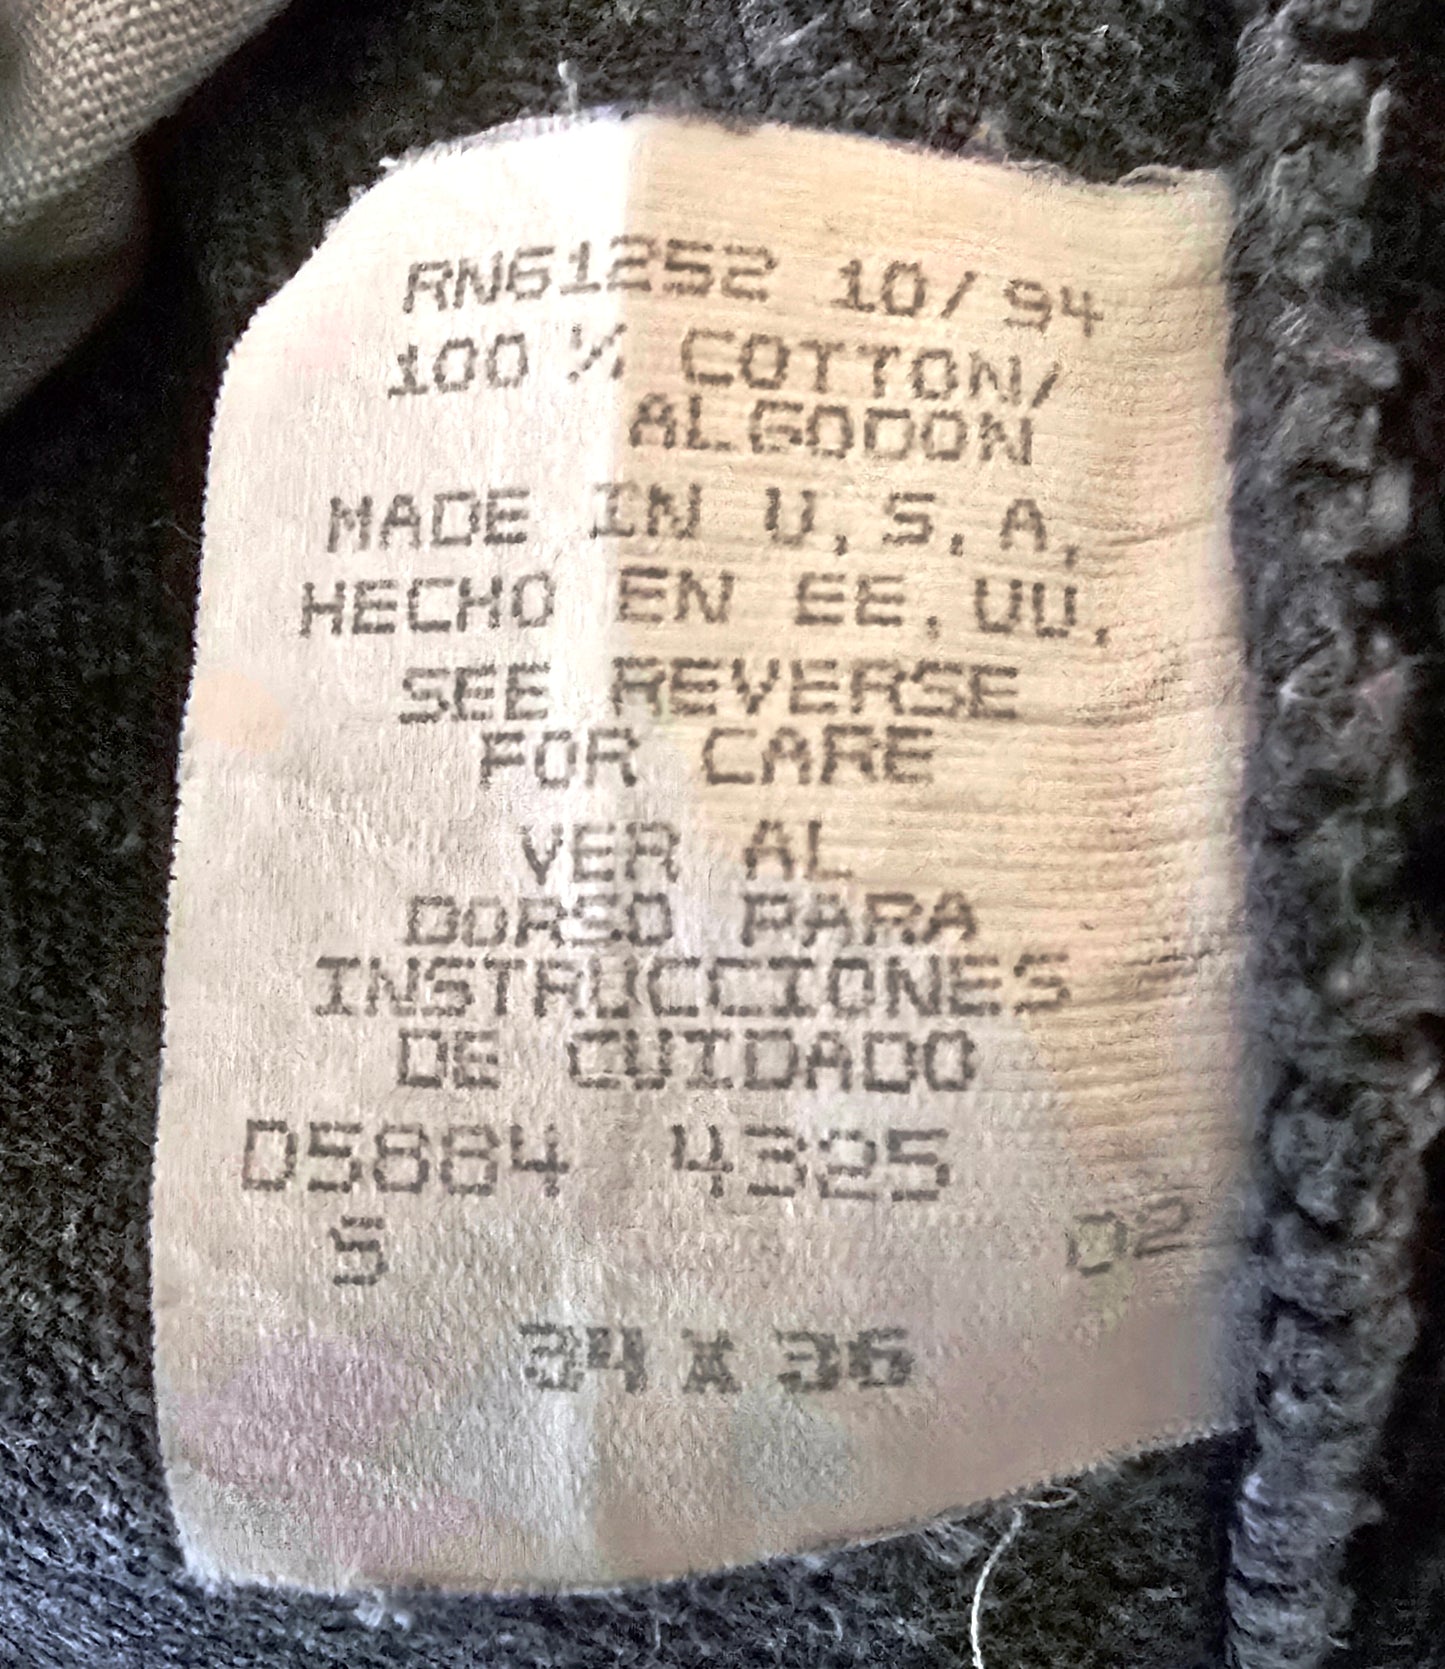 RN61252 10/94
100 % COTTON/
ALGODON
MADE IN U.S.A.
HECHO EN EE.UU.
SEE REVERSE
FOR CARE
VER AL
DORSO PARA
INSTRUCCIONES
DE CUIDADO
D5884 4325
S 02
34 X 36